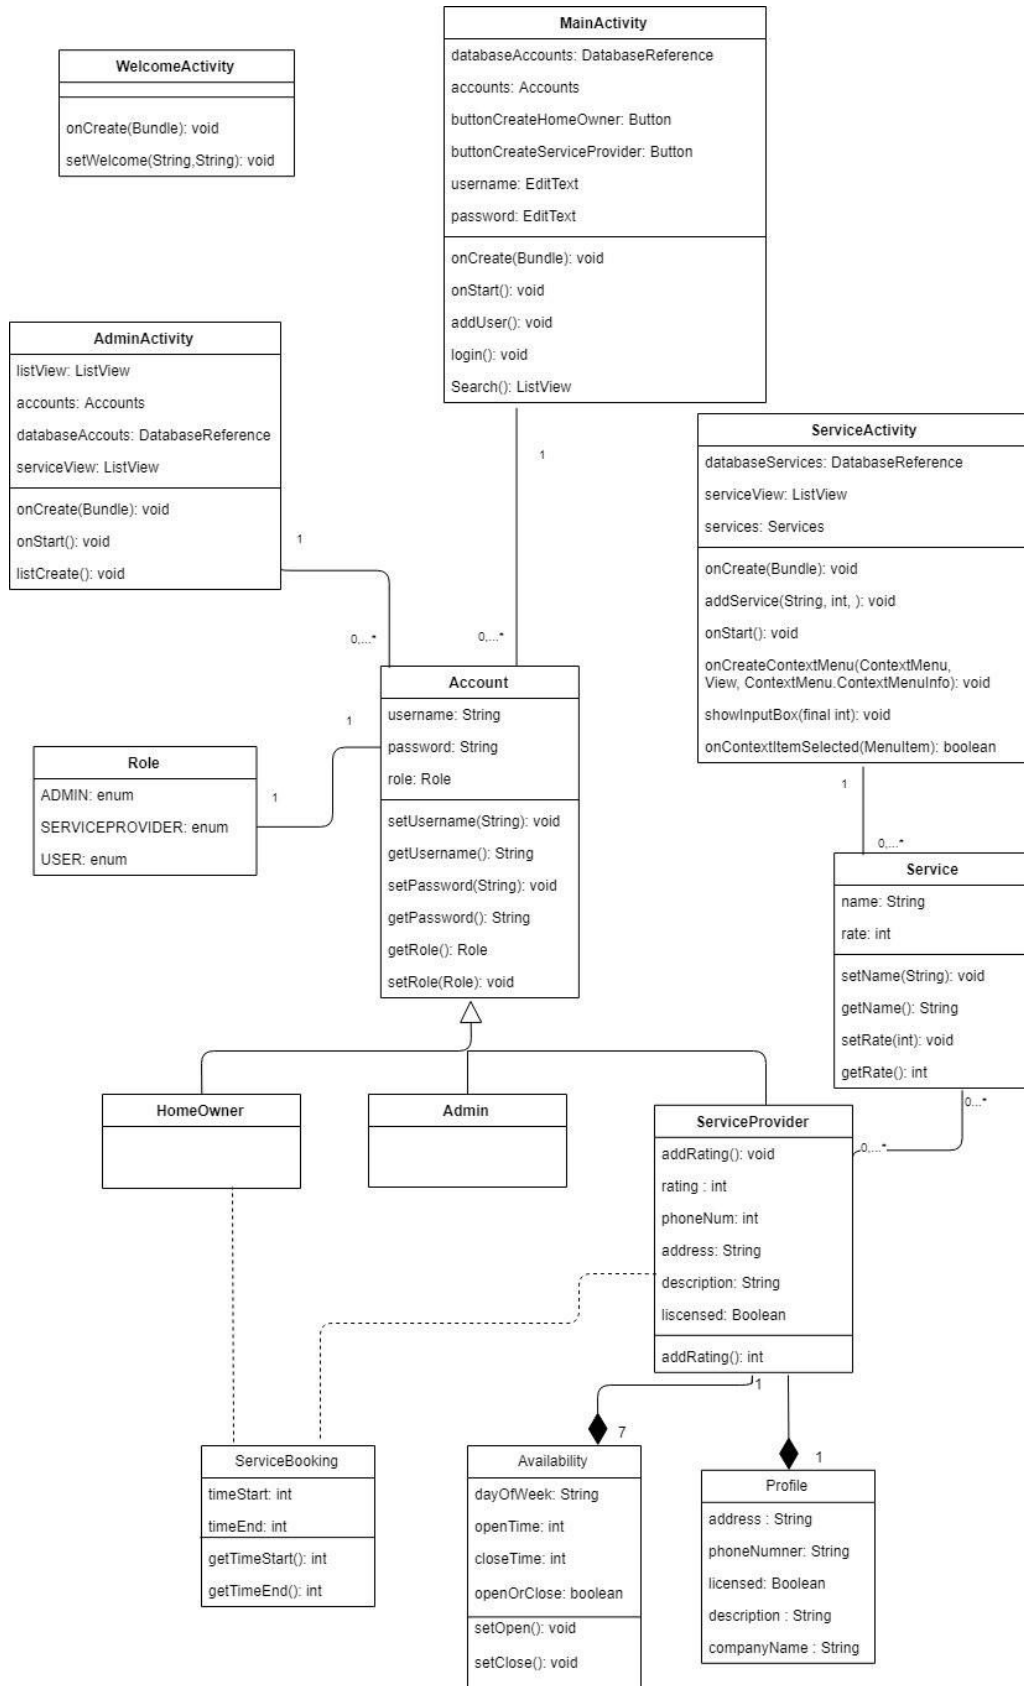 WelcomeActivity
onCreate(Bundle): void
setWelcome(String,String): void
MainActivity
databaseAccounts: DatabaseReference
accounts: Accounts
buttonCreateHomeOwner: Button
buttonCreateServiceProvider: Button
username: EditText
password: EditText
onCreate(Bundle): void
onStart(): void
addUser(): void
login(): void
Search(): ListView
AdminActivity
listView: ListView
accounts: Accounts
databaseAccouts: DatabaseReference
serviceView: ListView
onCreate(Bundle): void
onStart(): void
listCreate(): void
1
0,...*
1
0,...*
ServiceActivity
databaseServices: DatabaseReference
serviceView: ListView
services: Services
onCreate(Bundle): void
addService(String, int, ): void
onStart(): void
onCreateContextMenu(ContextMenu,
View, ContextMenu.ContextMenuInfo): void
showInputBox(final int): void
onContextItemSelected(MenuItem): boolean
1
0,...*
Account
username: String
password: String
role: Role
setUsername(String): void
getUsername(): String
setPassword(String): void
getPassword(): String
getRole(): Role
setRole(Role): void
1
1
Role
ADMIN: enum
SERVICEPROVIDER: enum
USER: enum
Service
name: String
rate: int
setName(String): void
getName(): String
setRate(int): void
getRate(): int
0...*
0,...*
HomeOwner
Admin
ServiceProvider
addRating(): void
rating : int
phoneNum: int
address: String
description: String
liscensed: Boolean
addRating(): int
1
7
1
ServiceBooking
timeStart: int
timeEnd: int
getTimeStart(): int
getTimeEnd(): int
Availability
dayOfWeek: String
openTime: int
closeTime: int
openOrClose: boolean
setOpen(): void
setClose(): void
Profile
address : String
phoneNumner: String
licensed: Boolean
description : String
companyName : String